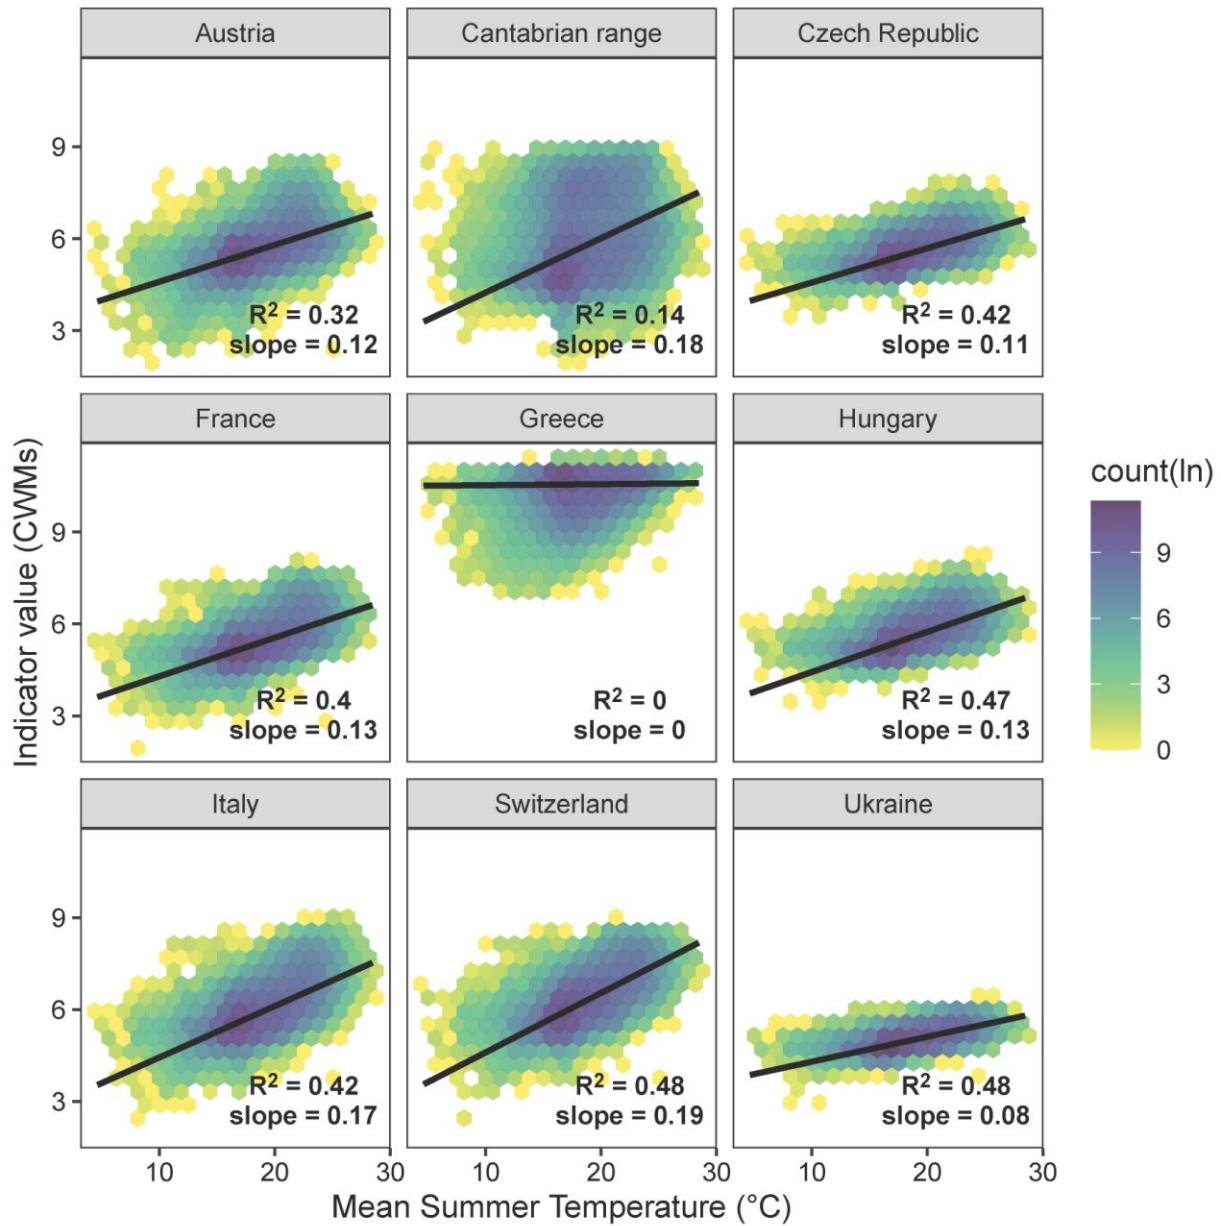 Austria
Cantabrian range
Czech Republic
9
6
3
R² = 0.32
slope = 0.12
R² = 0.14
slope = 0.18
R² = 0.42
slope = 0.11
France
Greece
Hungary
9
6
3
R² = 0.4
slope = 0.13
R² = 0
slope = 0
R² = 0.47
slope = 0.13
Italy
Switzerland
Ukraine
9
6
3
R² = 0.42
slope = 0.17
R² = 0.48
slope = 0.19
R² = 0.48
slope = 0.08
10 20 30
10 20 30
10 20 30
Mean Summer Temperature (°C)
Indicator value (CWMs)
count(ln)
9
6
3
0